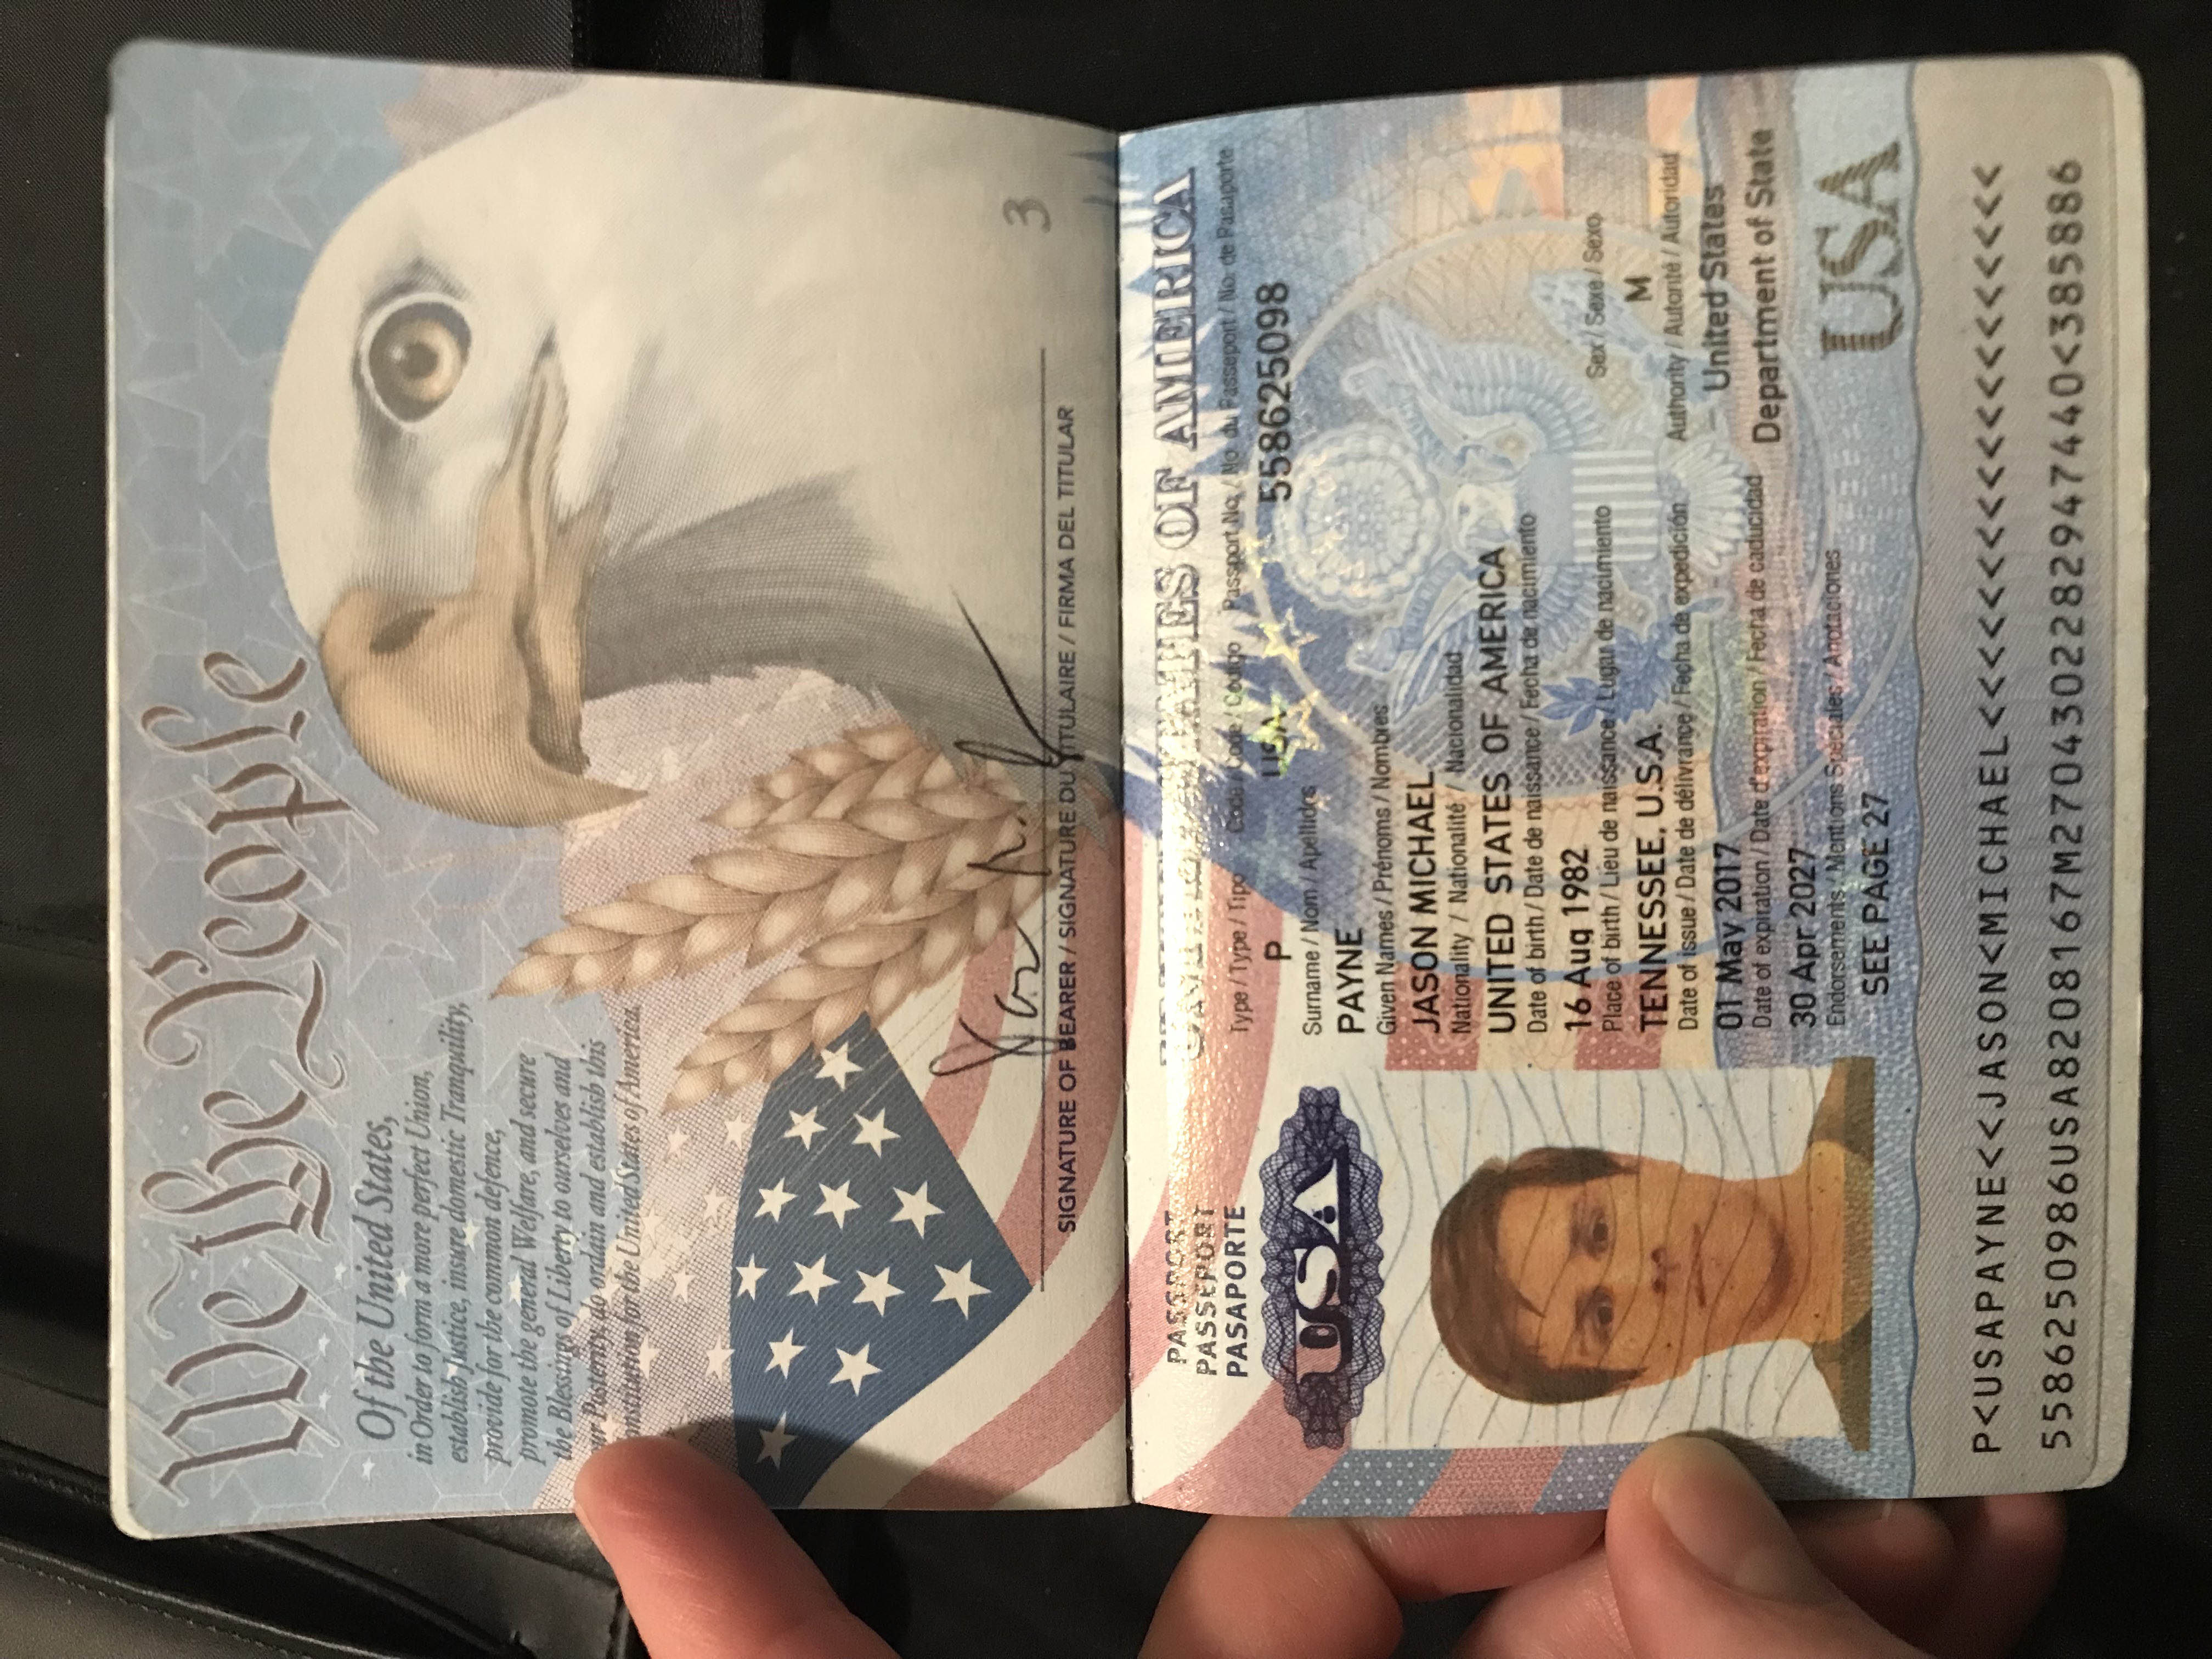 We the People
Of the United States,
in Order to form a more perfect Union,
establish Justice, insure domestic Tranquility,
provide for the common defence,
promote the general Welfare, and secure
the Blessings of Liberty to ourselves and
our Posterity, do ordain and establish this
Constitution for the United States of America.
3
SIGNATURE OF BEARER / SIGNATURE DU TITULAIRE / FIRMA DEL TITULAR
PASSPORT
PASSEPORT
PASAPORTE
USA
UNITED STATES OF AMERICA
Type / Type / Tipo Code / Code / Código Passport No. / No. du Passeport / No. de Pasaporte
P USA 558625098
Surname / Nom / Apellidos
PAYNE
Given Names / Prénoms / Nombres
JASON MICHAEL
Nationality / Nationalité / Nacionalidad
UNITED STATES OF AMERICA
Date of birth / Date de naissance / Fecha de nacimiento
16 Aug 1982
Place of birth / Lieu de naissance / Lugar de nacimiento Sex / Sexe / Sexo
TENNESSEE, U.S.A. M
Date of issue / Date de délivrance / Fecha de expedición Authority / Autorité / Autoridad
01 May 2017 United States
Date of expiration / Date d'expiration / Fecha de caducidad Department of State
30 Apr 2027
Endorsements / Mentions Spéciales / Anotaciones
SEE PAGE 27 USA
P<USAPAYNE<<JASON<MICHAEL<<<<<<<<<<<<<<<<<<<
5586250986USA8208167M2704302282947440<385886